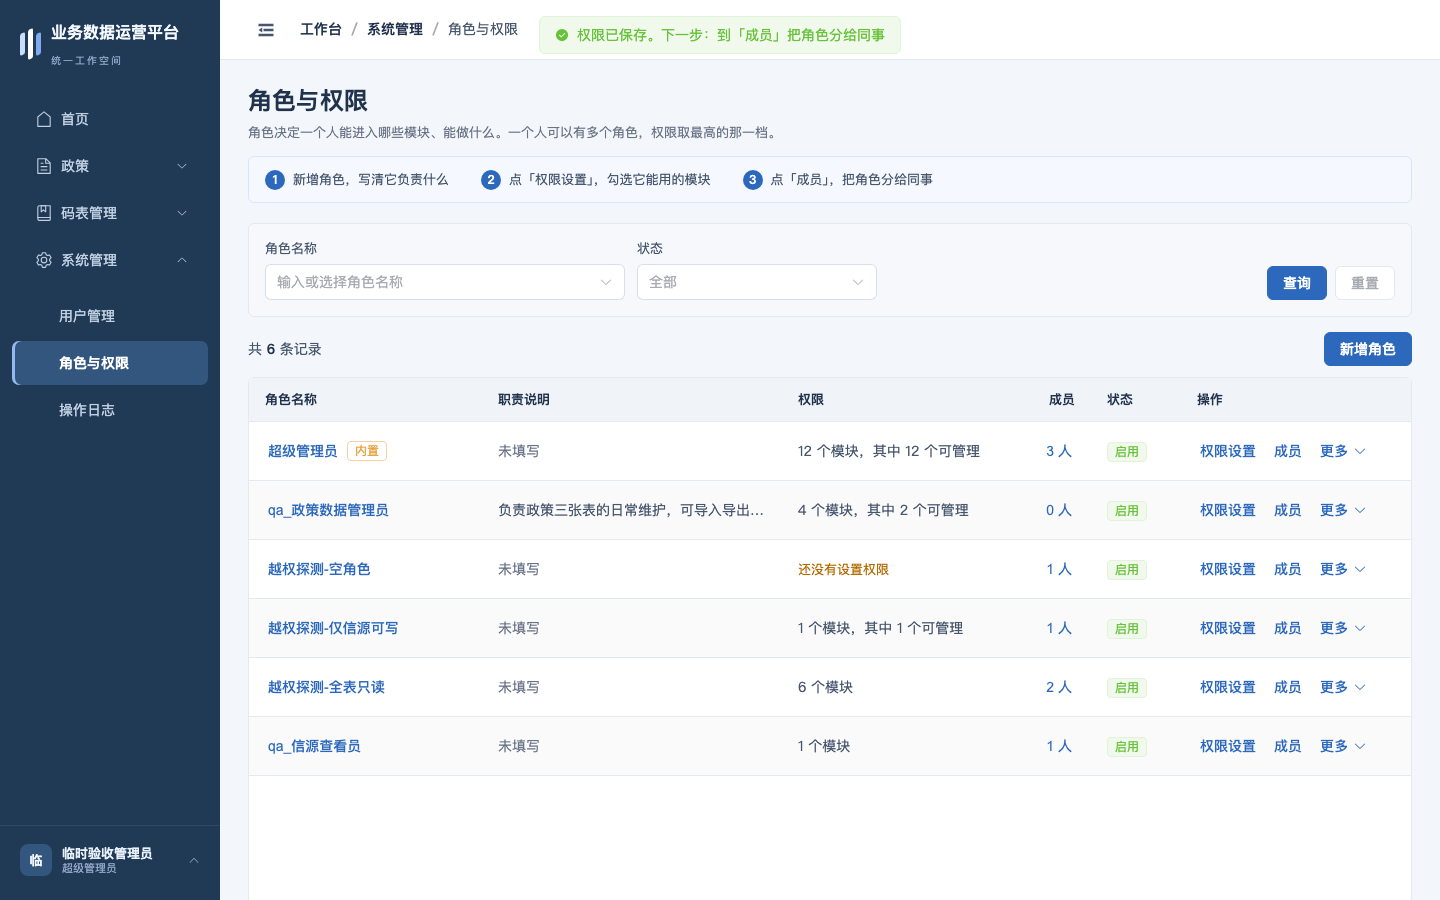 业务数据运营平台
统一工作空间
首页
政策
码表管理
系统管理
用户管理
角色与权限
操作日志
临
临时验收管理员
超级管理员
工作台 / 系统管理 / 角色与权限
权限已保存。下一步：到「成员」把角色分给同事
角色与权限
角色决定一个人能进入哪些模块、能做什么。一个人可以有多个角色，权限取最高的那一档。
1 新增角色，写清它负责什么 2 点「权限设置」，勾选它能用的模块 3 点「成员」，把角色分给同事
角色名称 状态
输入或选择角色名称 全部 查询 重置
共 6 条记录 新增角色
角色名称 职责说明 权限 成员 状态 操作
超级管理员 内置 未填写 12 个模块，其中 12 个可管理 3 人 启用 权限设置 成员 更多
qa_政策数据管理员 负责政策三张表的日常维护，可导入导出... 4 个模块，其中 2 个可管理 0 人 启用 权限设置 成员 更多
越权探测-空角色 未填写 还没有设置权限 1 人 启用 权限设置 成员 更多
越权探测-仅信源可写 未填写 1 个模块，其中 1 个可管理 1 人 启用 权限设置 成员 更多
越权探测-全表只读 未填写 6 个模块 2 人 启用 权限设置 成员 更多
qa_信源查看员 未填写 1 个模块 1 人 启用 权限设置 成员 更多